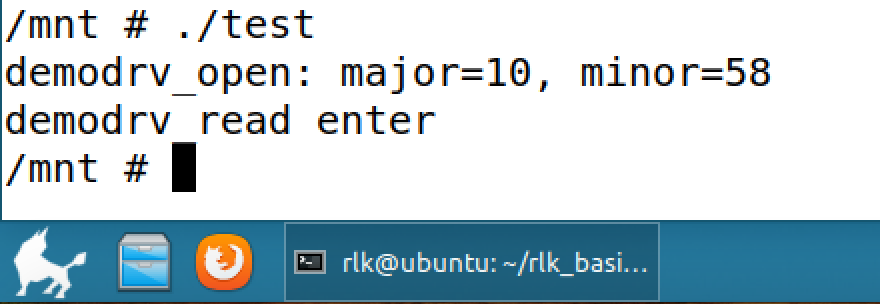 /mnt # ./test
demodrv_open: major=10, minor=58
demodrv_read enter
/mnt #
rlk@ubuntu: ~/rlk_basi...